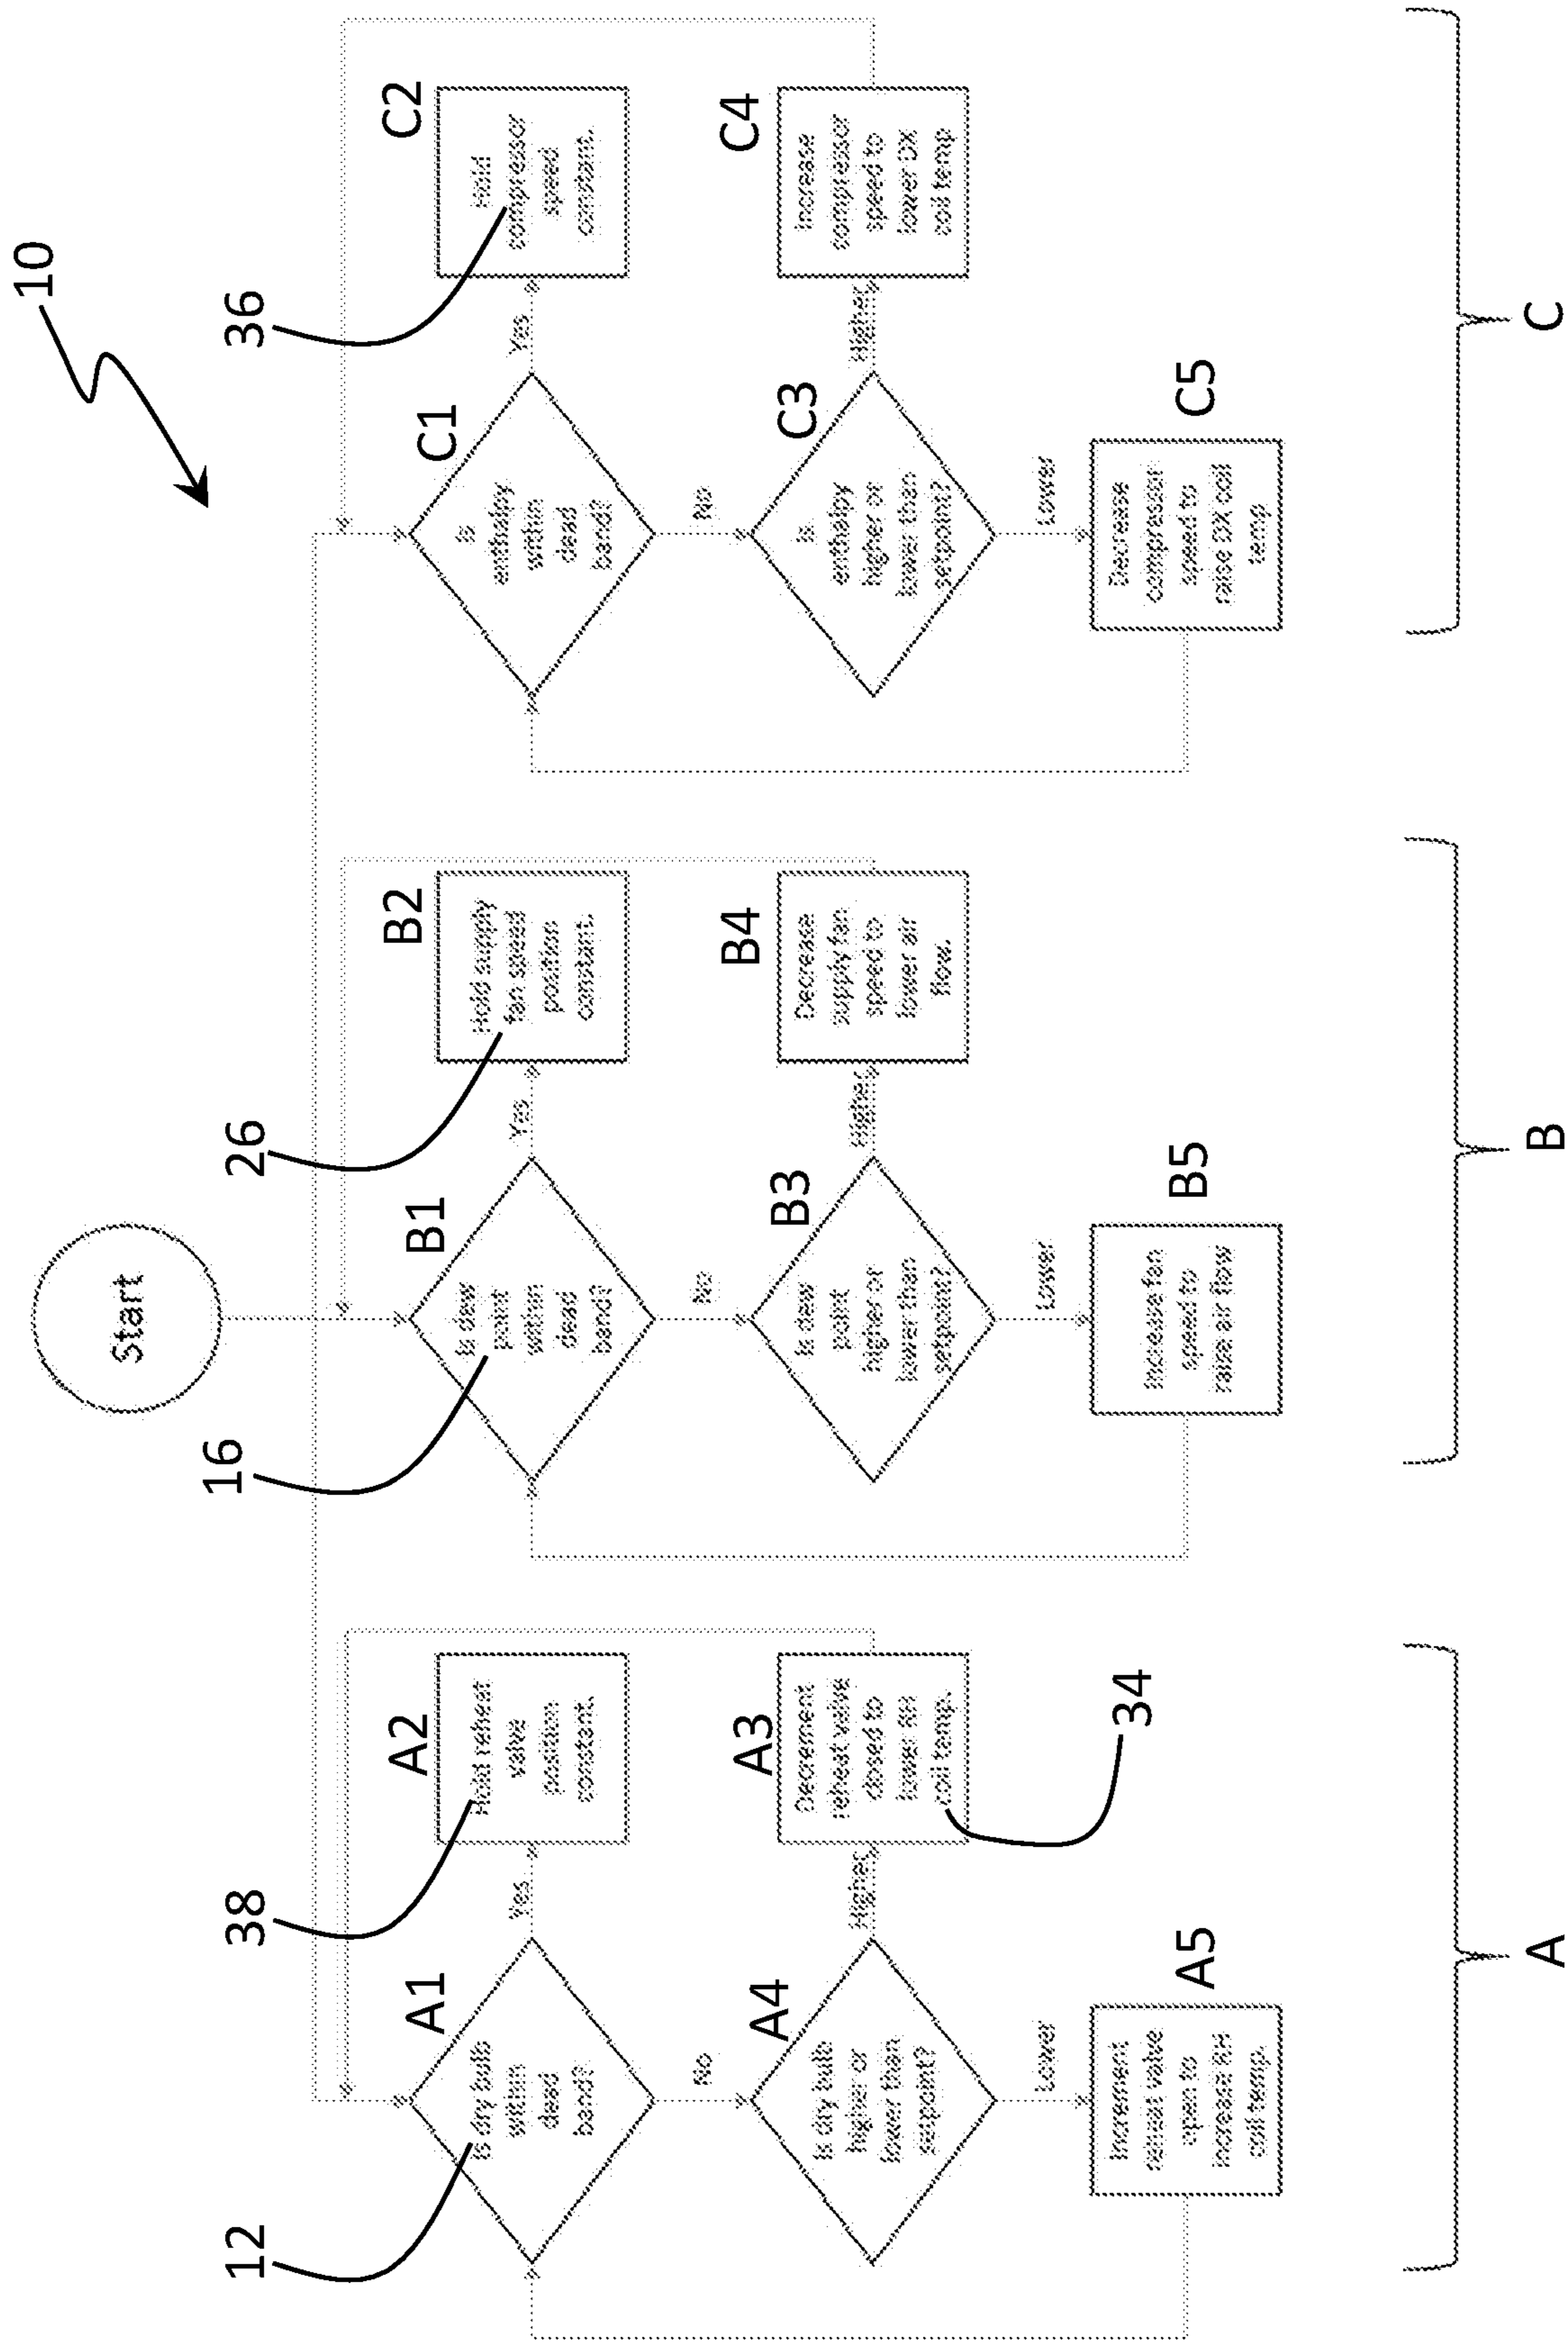 10
Start
12
38
16
26
36
A1
Is dry bulb
within
dead
band?
Yes
A2
Hold reheat
valve
position
constant.
No
A4
Is dry bulb
higher or
lower than
setpoint?
Higher
A3
Decrement
reheat valve
closed to
lower RH
coil temp.
34
Lower
A5
Increment
reheat valve
open to
increase RH
coil temp.
A
B1
Is dew
point
within
dead
band?
Yes
B2
Hold supply
fan speed
position
constant.
No
B3
Is dew
point
higher or
lower than
setpoint?
Higher
B4
Decrease
supply fan
speed to
lower air
flow.
Lower
B5
Increase fan
speed to
raise air flow
B
C1
Is
enthalpy
within
dead
band?
Yes
C2
Hold
compressor
speed
constant.
No
C3
Is
enthalpy
higher or
lower than
setpoint?
Higher
C4
Increase
compressor
speed to
lower DX
coil temp
Lower
C5
Decrease
compressor
speed to
raise DX coil
temp
C